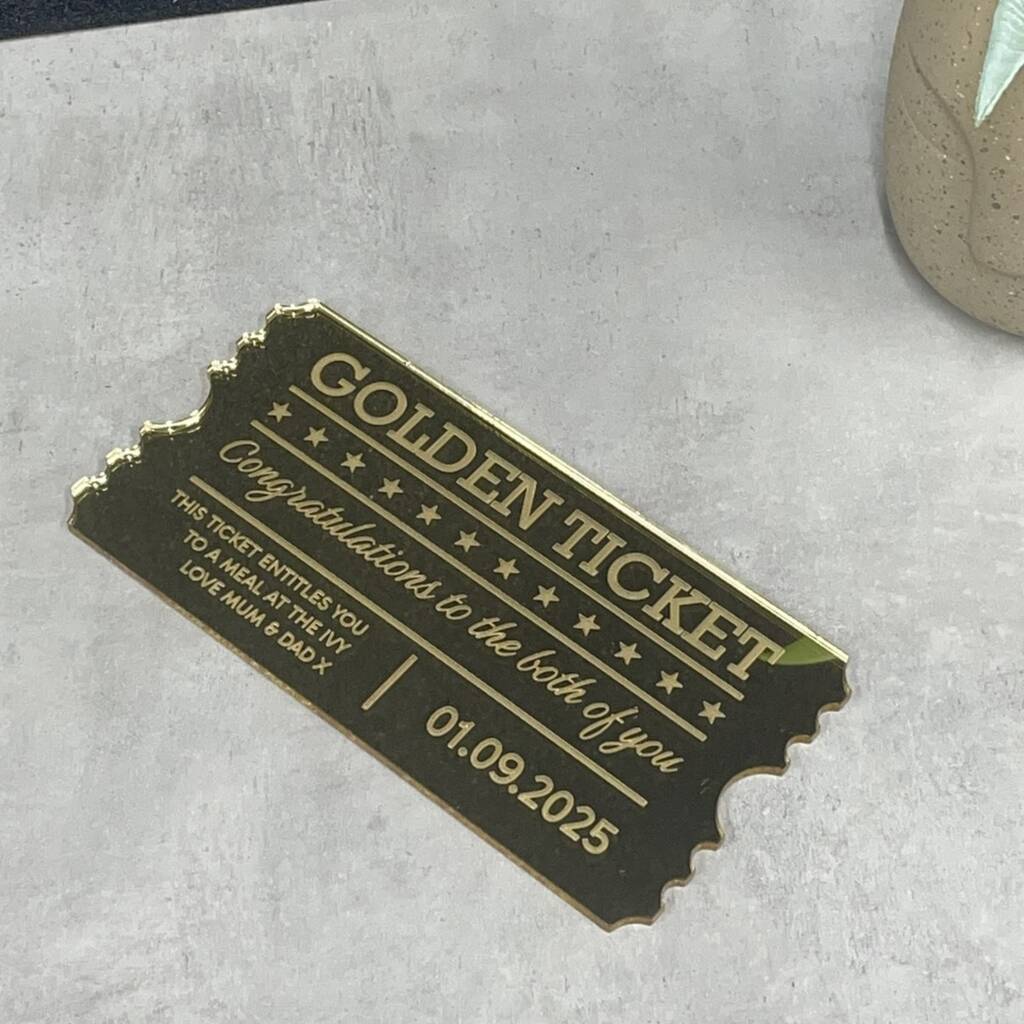 GOLDEN TICKET
Congratulations to the both of you
THIS TICKET ENTITLES YOU
TO A MEAL AT THE IVY
LOVE MUM & DAD X
01.09.2025